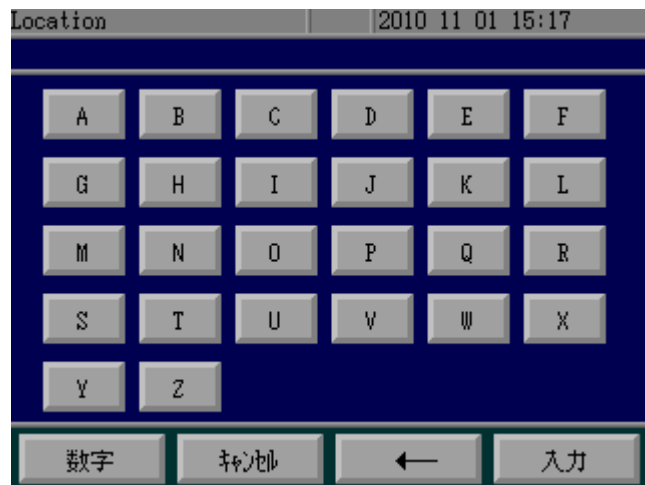 Location 2010 11 01 15:17
A B C D E F
G H I J K L
M N O P Q R
S T U V W X
Y Z
数字 ｷｬﾝｾﾙ ← 入力